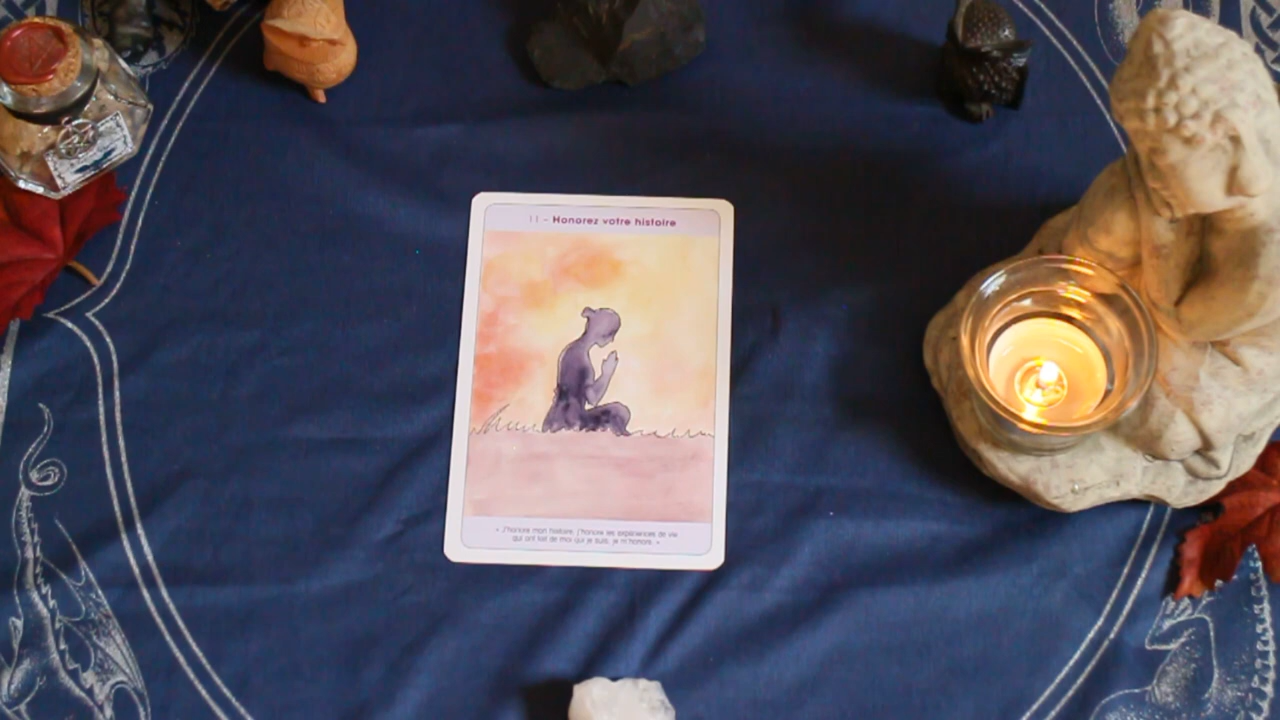 11 - Honorez votre histoire
« J'honore mon histoire, j'honore les expériences de vie
qui ont fait de moi qui je suis, je m'honore. »